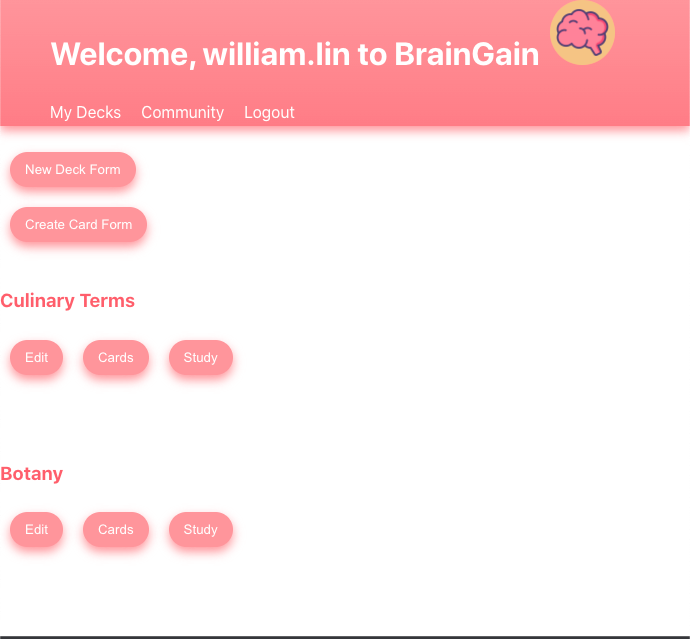 Welcome, william.lin to BrainGain
My Decks Community Logout
New Deck Form
Create Card Form
Culinary Terms
Edit Cards Study
Botany
Edit Cards Study